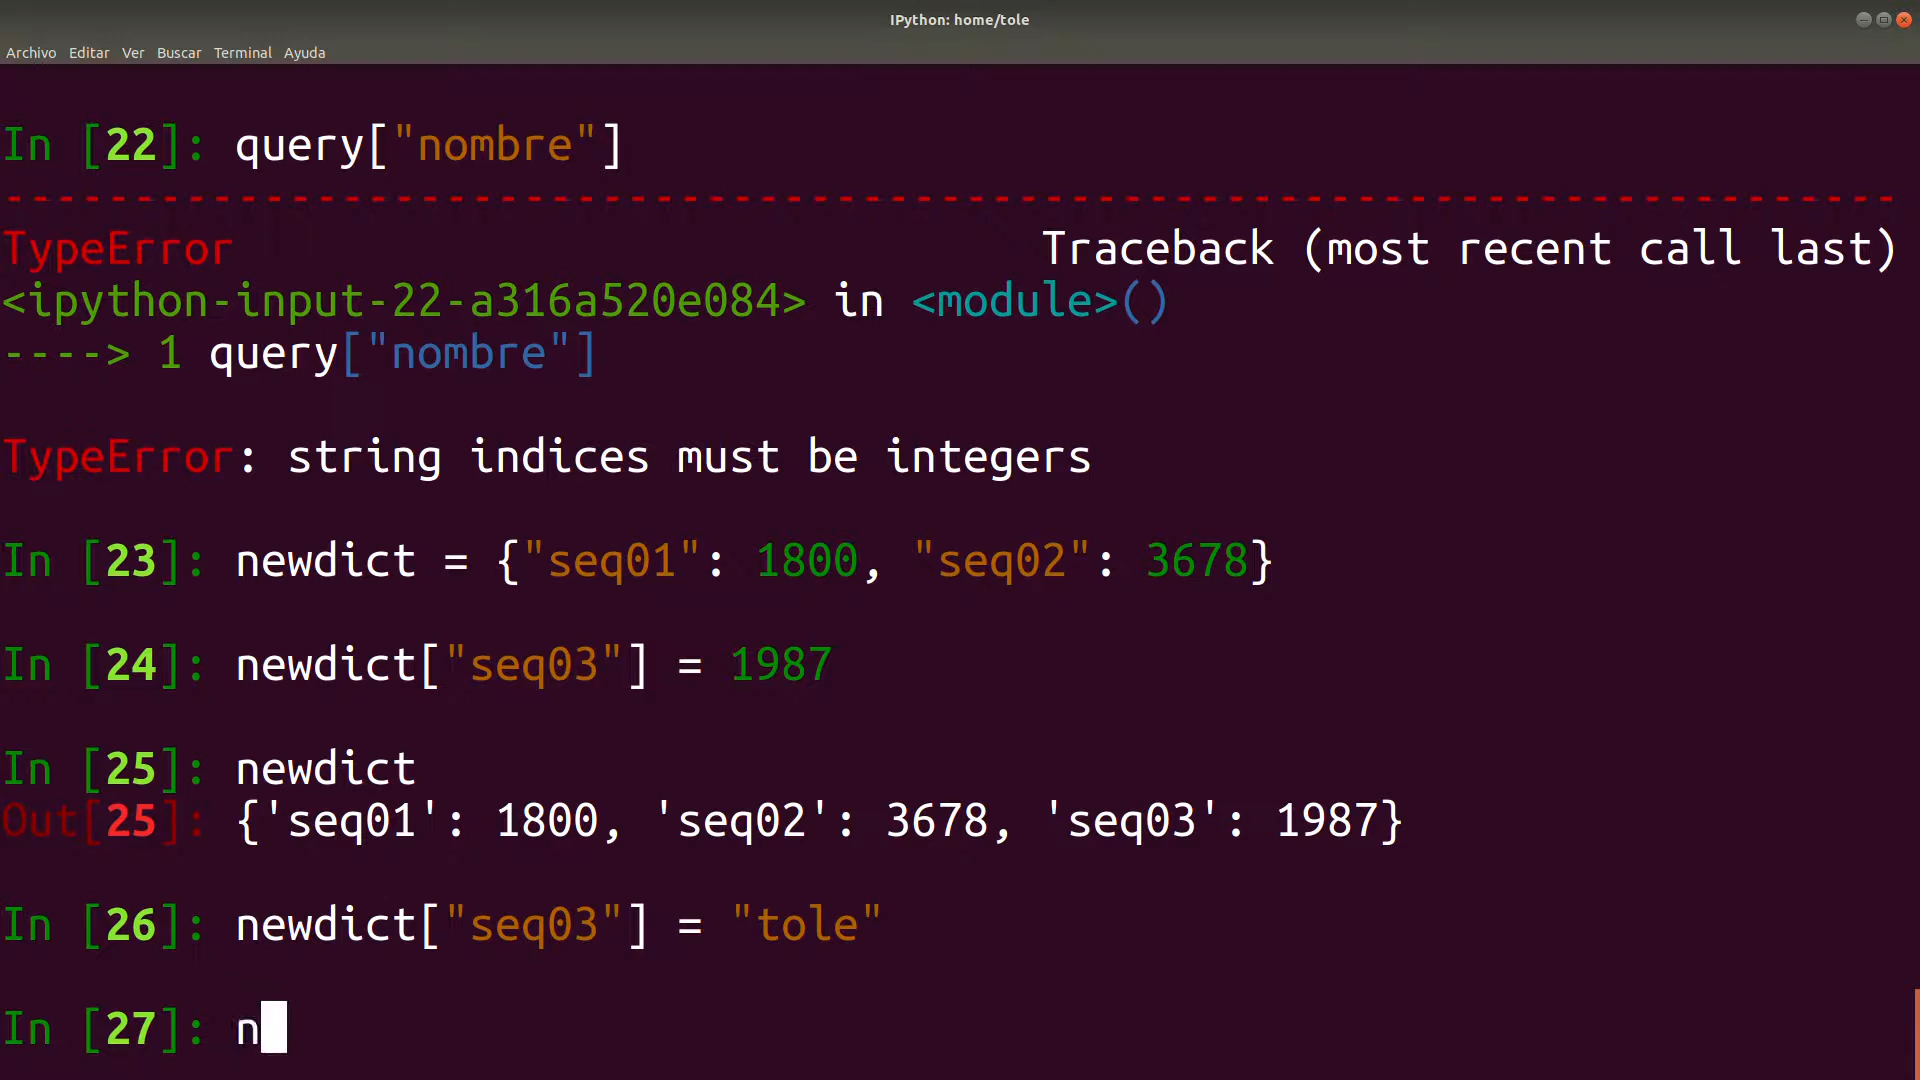 IPython: home/tole
Archivo Editar Ver Buscar Terminal Ayuda
In [22]: query["nombre"]
---------------------------------------------------------------------------
TypeError                                 Traceback (most recent call last)
<ipython-input-22-a316a520e084> in <module>()
----> 1 query["nombre"]
TypeError: string indices must be integers
In [23]: newdict = {"seq01": 1800, "seq02": 3678}
In [24]: newdict["seq03"] = 1987
In [25]: newdict
Out[25]: {'seq01': 1800, 'seq02': 3678, 'seq03': 1987}
In [26]: newdict["seq03"] = "tole"
In [27]: n